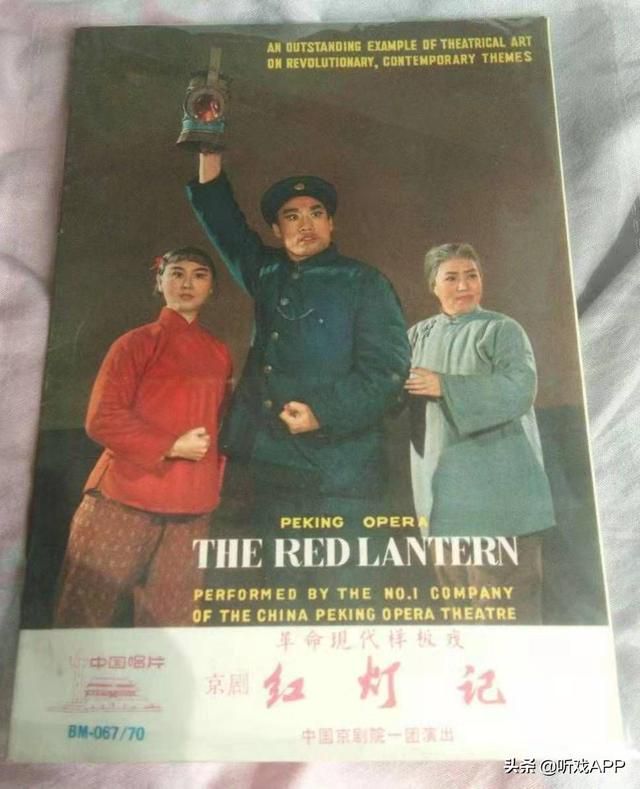 AN OUTSTANDING EXAMPLE OF THEATRICAL ART
ON REVOLUTIONARY, CONTEMPORARY THEMES
PEKING OPERA
THE RED LANTERN
PERFORMED BY THE NO.1 COMPANY
OF THE CHINA PEKING OPERA THEATRE
革命现代样板戏
中国唱片
京剧 红灯记
BM-067/70
中国京剧院一团演出
头条 @听戏APP